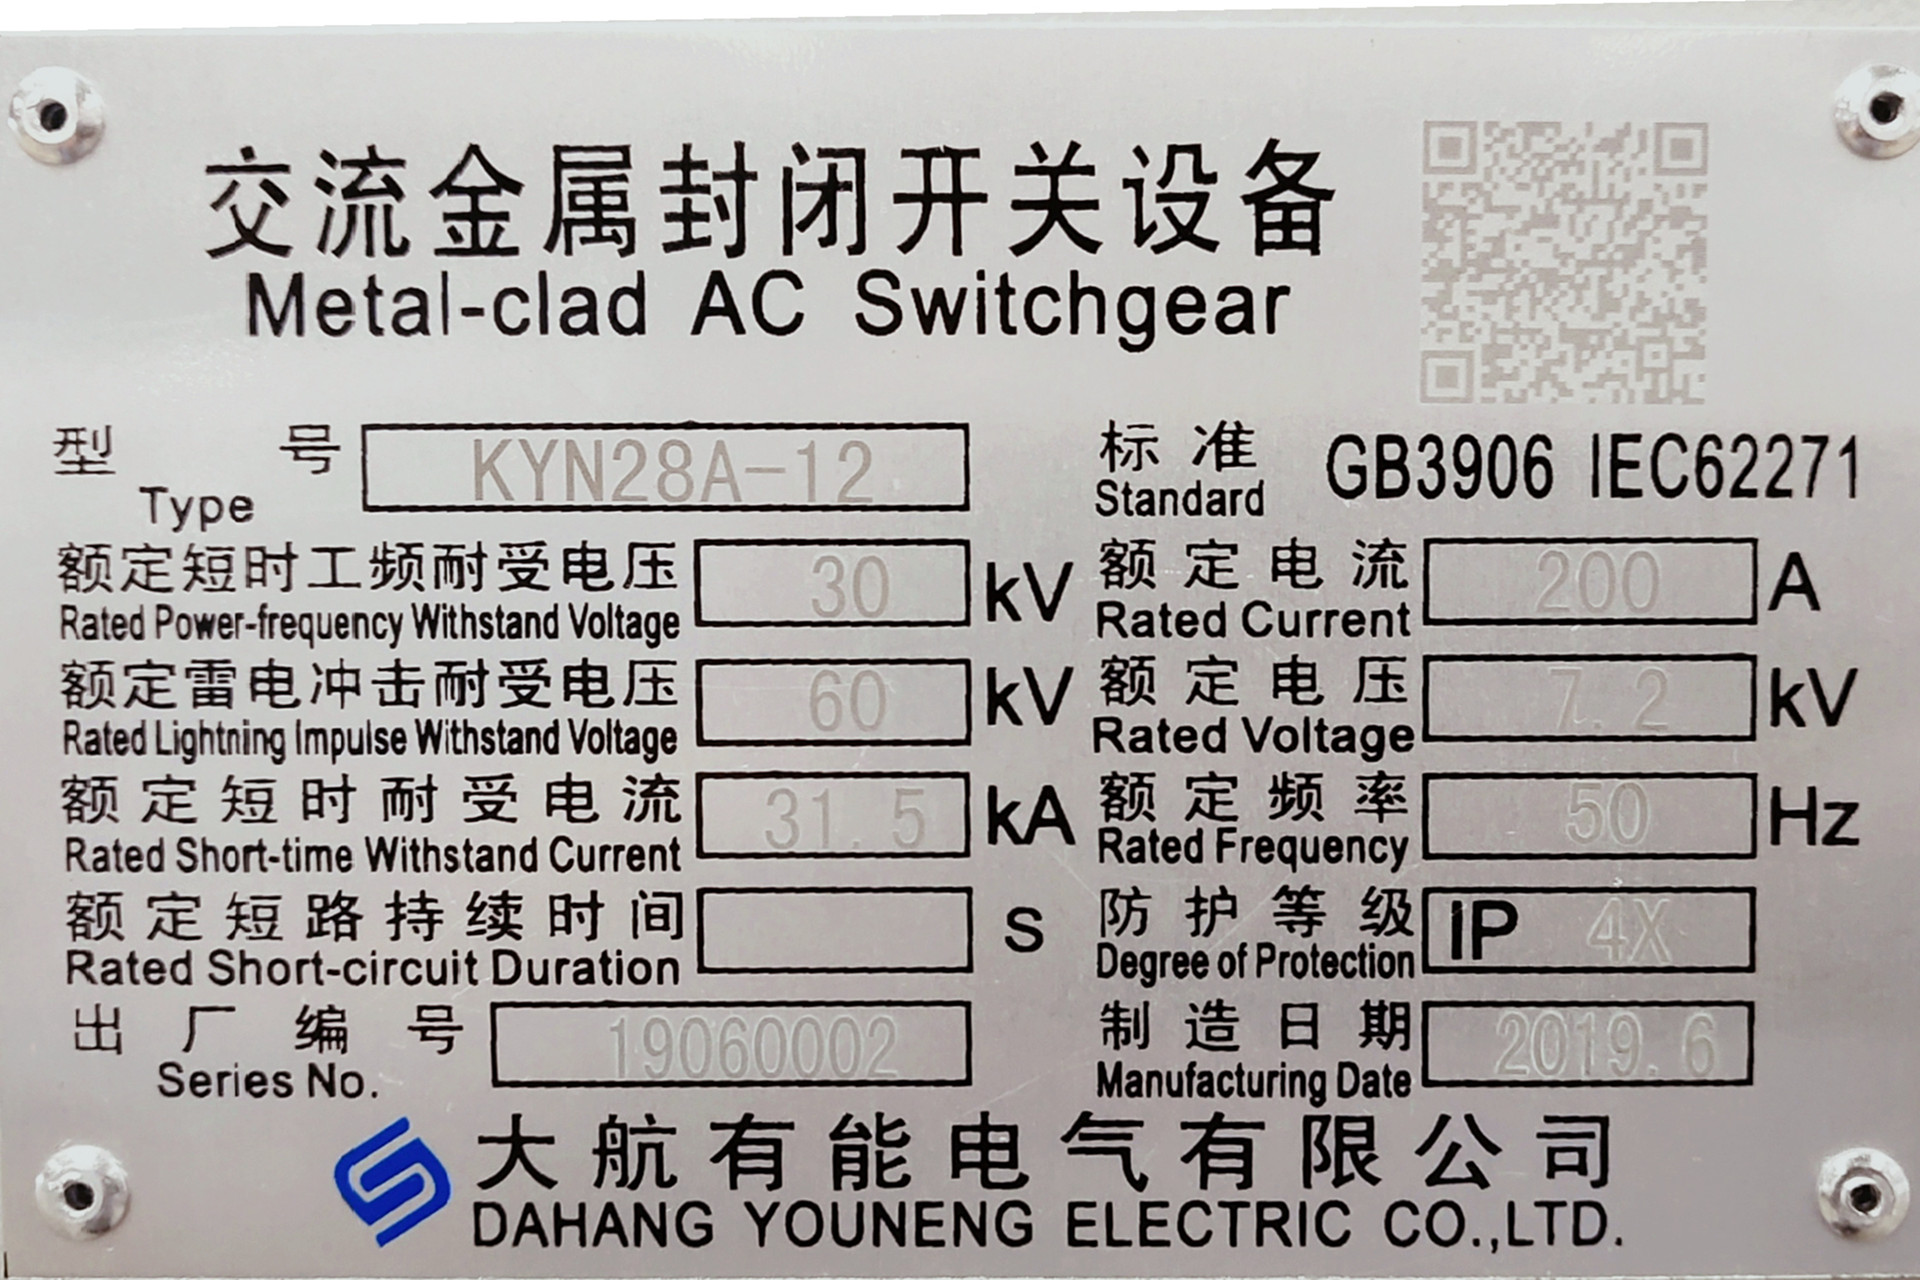 交流金属封闭开关设备
Metal-clad AC Switchgear
型号 KYN28A-12
Type
标准 GB3906 IEC62271
Standard
额定短时工频耐受电压 30 kV
Rated Power-frequency Withstand Voltage
额定电流 200 A
Rated Current
额定雷电冲击耐受电压 60 kV
Rated Lightning Impulse Withstand Voltage
额定电压 7.2 kV
Rated Voltage
额定短时耐受电流 31.5 kA
Rated Short-time Withstand Current
额定频率 50 Hz
Rated Frequency
额定短路持续时间 S
Rated Short-circuit Duration
防护等级 IP 4X
Degree of Protection
出厂编号 19060002
Series No.
制造日期 2019.6
Manufacturing Date
大航有能电气有限公司
DAHANG YOUNENG ELECTRIC CO.,LTD.